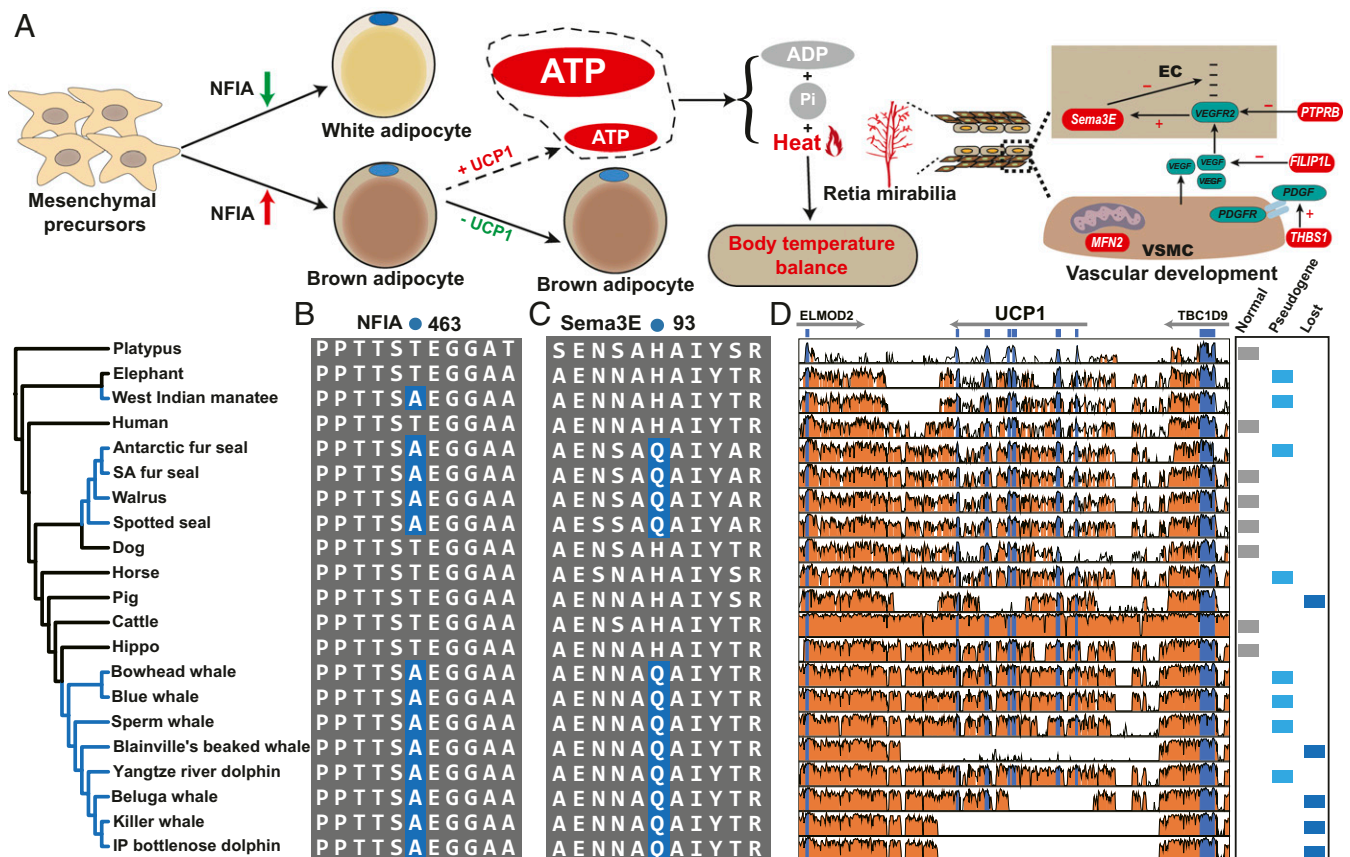 A
NFIA
White adipocyte
Mesenchymal
precursors
NFIA
Brown adipocyte
+ UCP1
- UCP1
ATP
ATP
Brown adipocyte
ADP
+
Pi
+
Heat
Body temperature
balance
Retia mirabilia
EC
Sema3E
VEGFR2
PTPRB
−
+
−
VEGF
VEGF
VEGF
−
FILIP1L
PDGF
PDGFR
+
THBS1
MFN2
VSMC
Vascular development
B
NFIA 463
C
Sema3E 93
D
ELMOD2
UCP1
TBC1D9
Normal
Pseudogene
Lost
Platypus PPTTSTEGGAT SENSAHAIYSR
Elephant PPTTSTEGGAA AENNAHAIYTR
West Indian manatee PPTTSAEGGAA AENNAHAIYTR
Human PPTTSTEGGAA AENNAHAIYTR
Antarctic fur seal PPTTSAEGGAA AENSAQAIYAR
SA fur seal PPTTSAEGGAA AENSAQAIYAR
Walrus PPTTSAEGGAA AENSAQAIYAR
Spotted seal PPTTSAEGGAA AESSAQAIYAR
Dog PPTTSTEGGAA AENSAHAIYTR
Horse PPTTSTEGGAA AESNAHAIYSR
Pig PPTTSTEGGAA AENSAHAIYSR
Cattle PPTTSTEGGAA AENSAHAIYTR
Hippo PPTTSTEGGAA AENNAHAIYTR
Bowhead whale PPTTSAEGGAA AENNAQAIYTR
Blue whale PPTTSAEGGAA AENNAQAIYTR
Sperm whale PPTTSAEGGAA AENNAQAIYTR
Blainville's beaked whale PPTTSAEGGAA AENNAQAIYTR
Yangtze river dolphin PPTTSAEGGAA AENNAQAIYTR
Beluga whale PPTTSAEGGAA AENNAQAIYTR
Killer whale PPTTSAEGGAA AENNAQAIYTR
IP bottlenose dolphin PPTTSAEGGAA AENNAQAIYTR